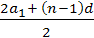 2a₁ + (n−1)d
2